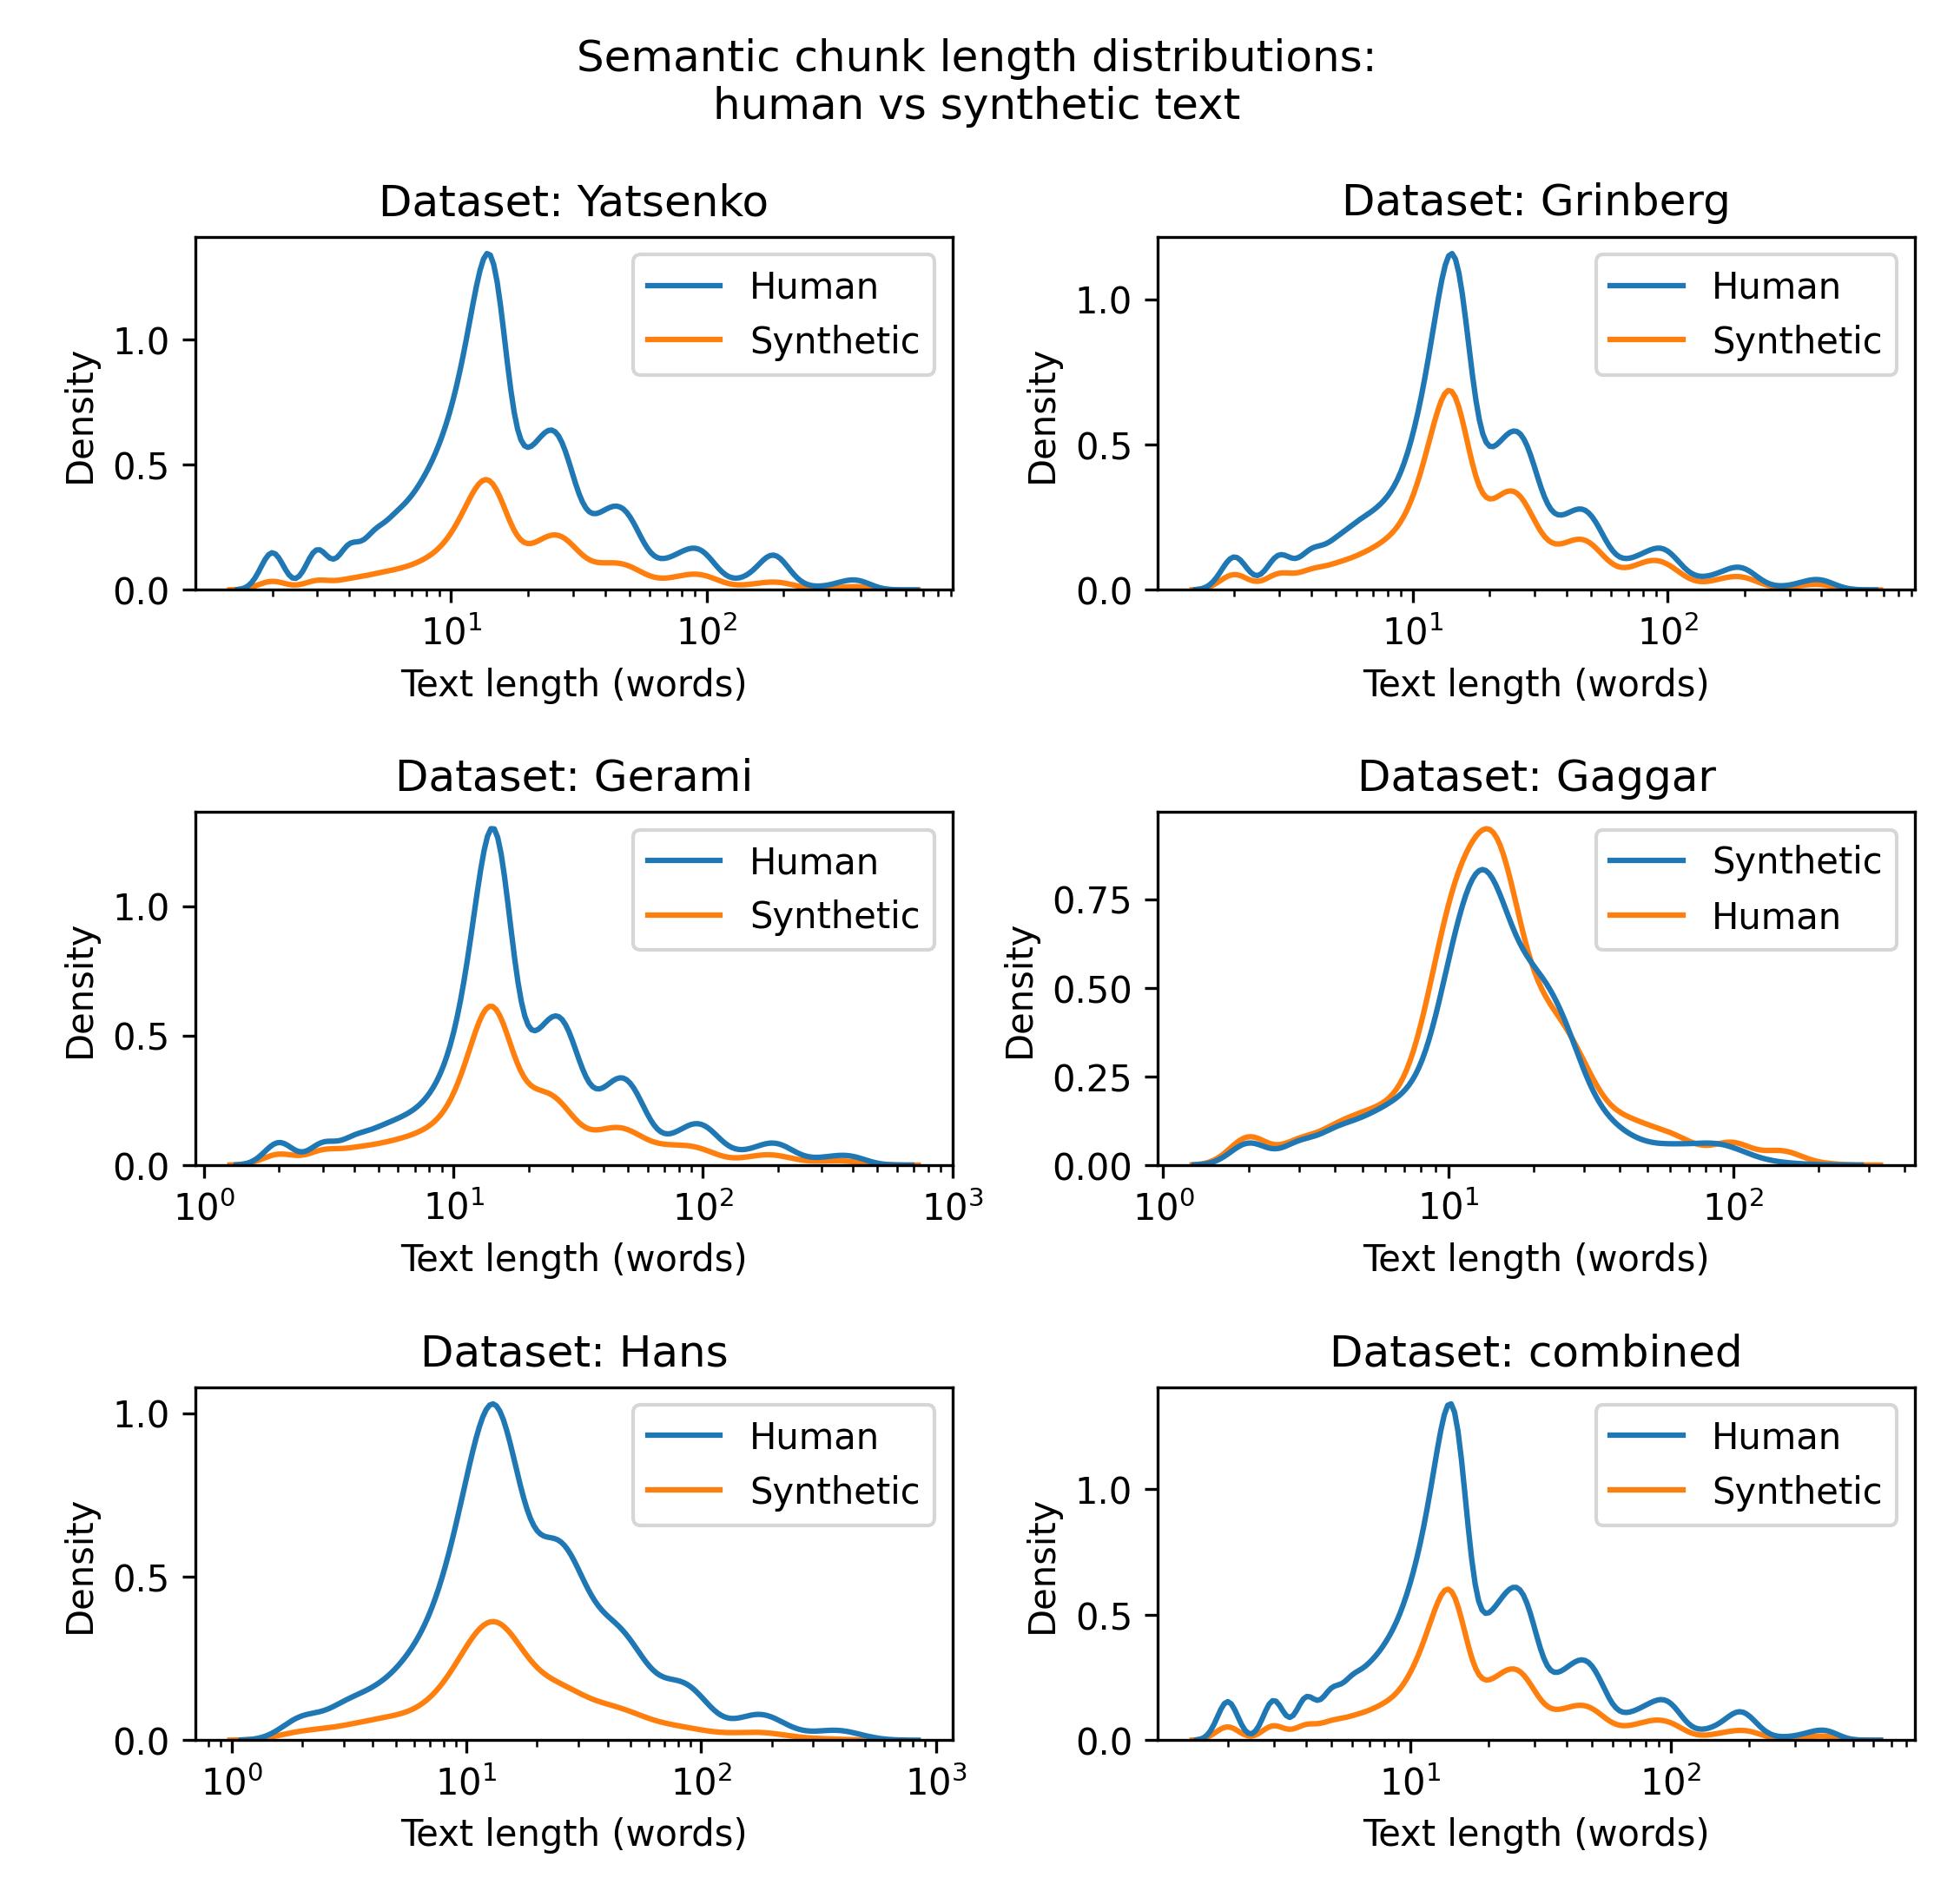 Semantic chunk length distributions:
human vs synthetic text
Dataset: Yatsenko
Human
Synthetic
Density
1.0
0.5
0.0
10¹ 10²
Text length (words)
Dataset: Grinberg
Human
Synthetic
Density
1.0
0.5
0.0
10¹ 10²
Text length (words)
Dataset: Gerami
Human
Synthetic
Density
1.0
0.5
0.0
10⁰ 10¹ 10² 10³
Text length (words)
Dataset: Gaggar
Synthetic
Human
Density
0.75
0.50
0.25
0.00
10⁰ 10¹ 10²
Text length (words)
Dataset: Hans
Human
Synthetic
Density
1.0
0.5
0.0
10⁰ 10¹ 10² 10³
Text length (words)
Dataset: combined
Human
Synthetic
Density
1.0
0.5
0.0
10¹ 10²
Text length (words)